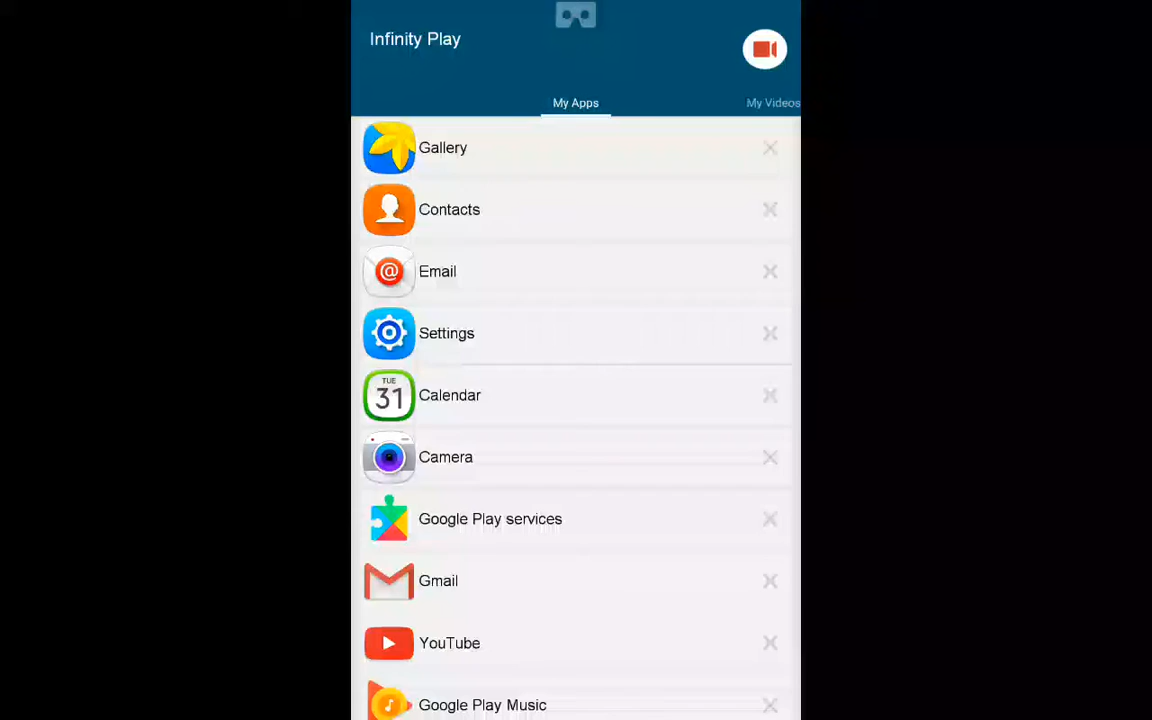 Infinity Play
My Apps
My Videos
Gallery
Contacts
@
Email
Settings
TUE
31
Calendar
Camera
Google Play services
Gmail
YouTube
Google Play Music